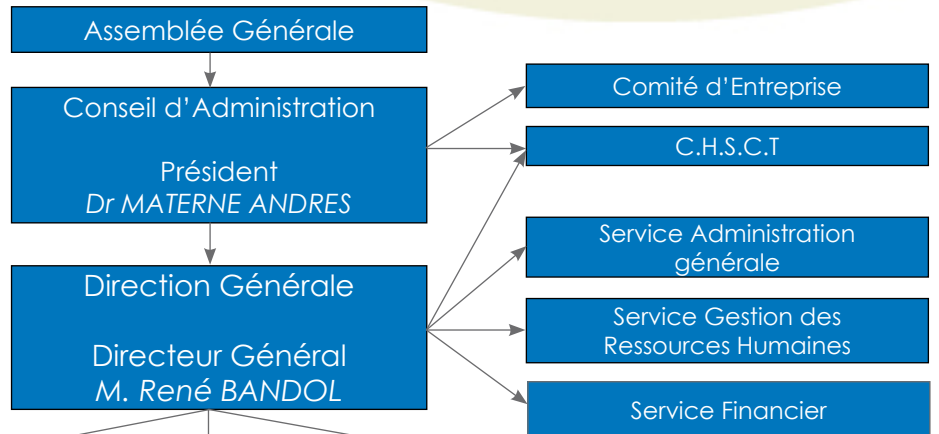 Assemblée Générale
Conseil d'Administration
Président
Dr MATERNE ANDRES
Direction Générale
Directeur Général
M. René BANDOL
Comité d'Entreprise
C.H.S.C.T
Service Administration
générale
Service Gestion des
Ressources Humaines
Service Financier